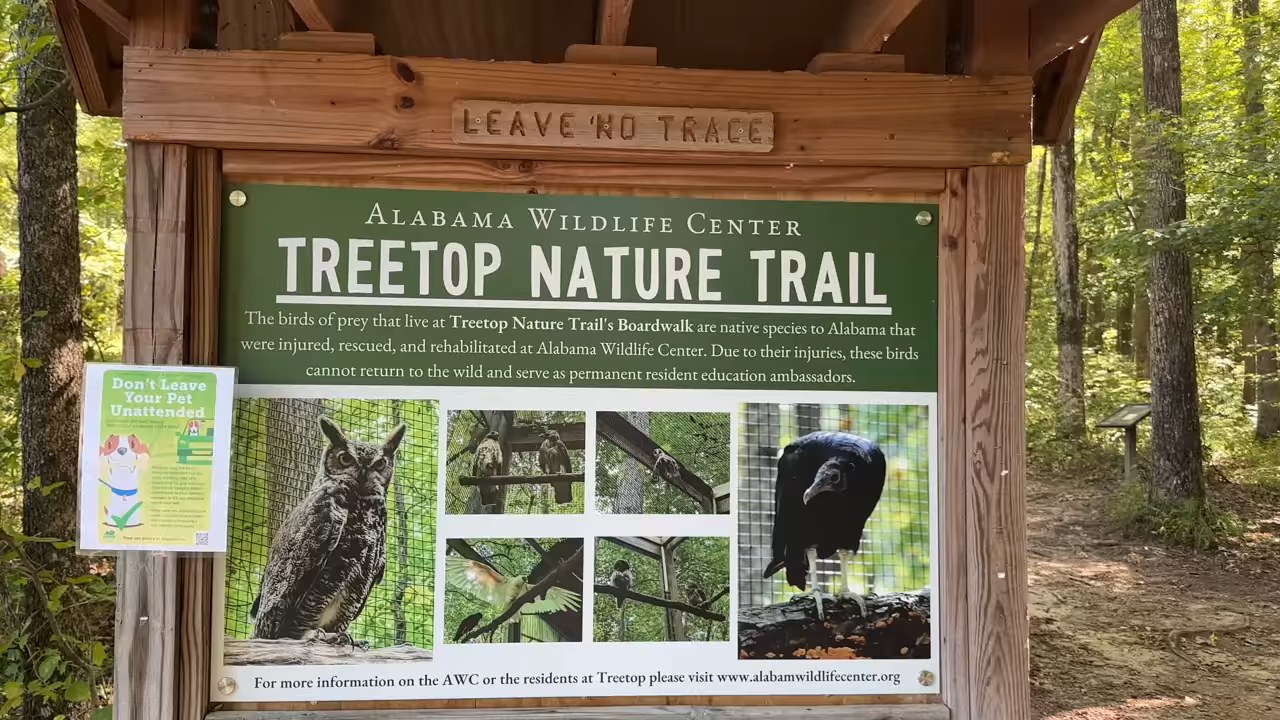 LEAVE NO TRACE
ALABAMA WILDLIFE CENTER
TREETOP NATURE TRAIL
The birds of prey that live at Treetop Nature Trail's Boardwalk are native species to Alabama that
were injured, rescued, and rehabilitated at Alabama Wildlife Center. Due to their injuries, these birds
cannot return to the wild and serve as permanent resident education ambassadors.
Don't Leave
Your Pet
Unattended
For more information on the AWC or the residents at Treetop please visit www.alabamawildlifecenter.org